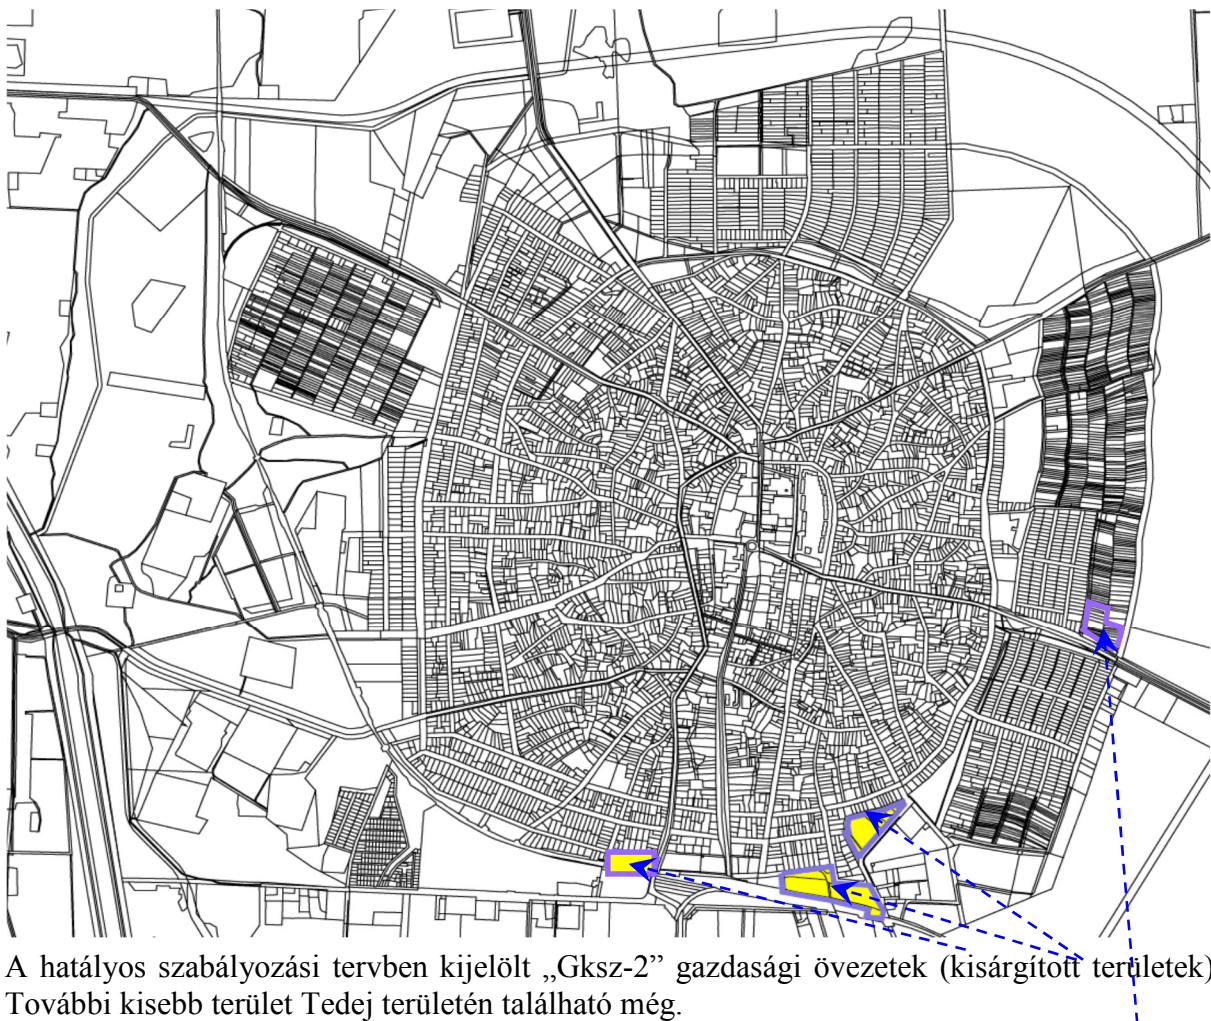 A hatályos szabályozási tervben kijelölt „Gksz-2” gazdasági övezetek (kisárgított területek)
További kisebb terület Tedej területén található még.